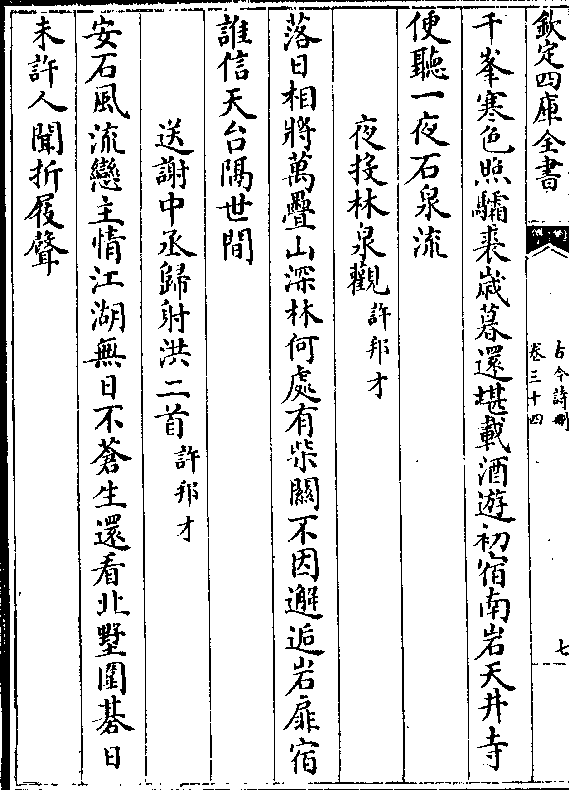 欽定四庫全書
古今詩刪
卷三十四
七
千峯寒色照驌裘歲暮還堪載酒遊初宿南岩天井寺
便聽一夜石泉流
夜投林泉觀許邦才
落日相將萬疊山深林何處有柴關不因邂逅岩扉宿
誰信天台隔世間
送謝中丞歸射洪二首許邦才
安石風流戀主情江湖無日不蒼生還看北墅圍棊日
未許人聞折屐聲